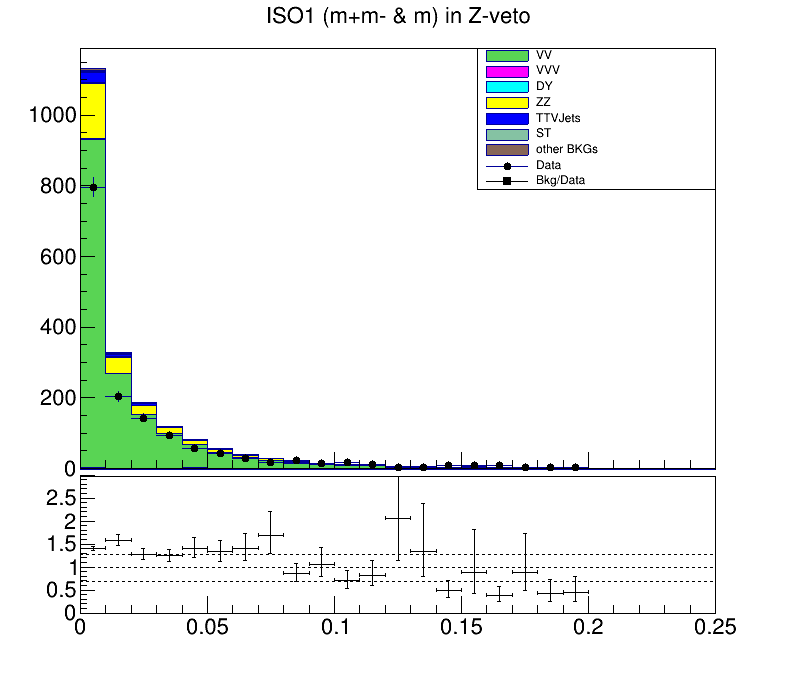 ISO1 (m+m- & m) in Z-veto
VV
VVV
DY
ZZ
TTVJets
ST
other BKGs
Data
Bkg/Data
1000
800
600
400
200
0
2.5
2
1.5
1
0.5
0
0 0.05 0.1 0.15 0.2 0.25